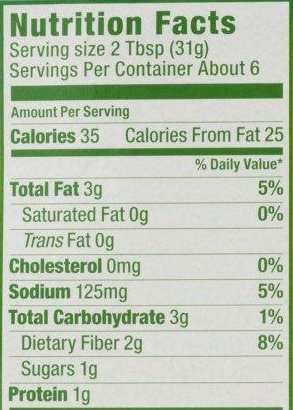 Nutrition Facts
Serving size 2 Tbsp (31g)
Servings Per Container About 6
Amount Per Serving
Calories 35 Calories From Fat 25
% Daily Value*
Total Fat 3g 5%
Saturated Fat 0g 0%
Trans Fat 0g
Cholesterol 0mg 0%
Sodium 125mg 5%
Total Carbohydrate 3g 1%
Dietary Fiber 2g 8%
Sugars 1g
Protein 1g